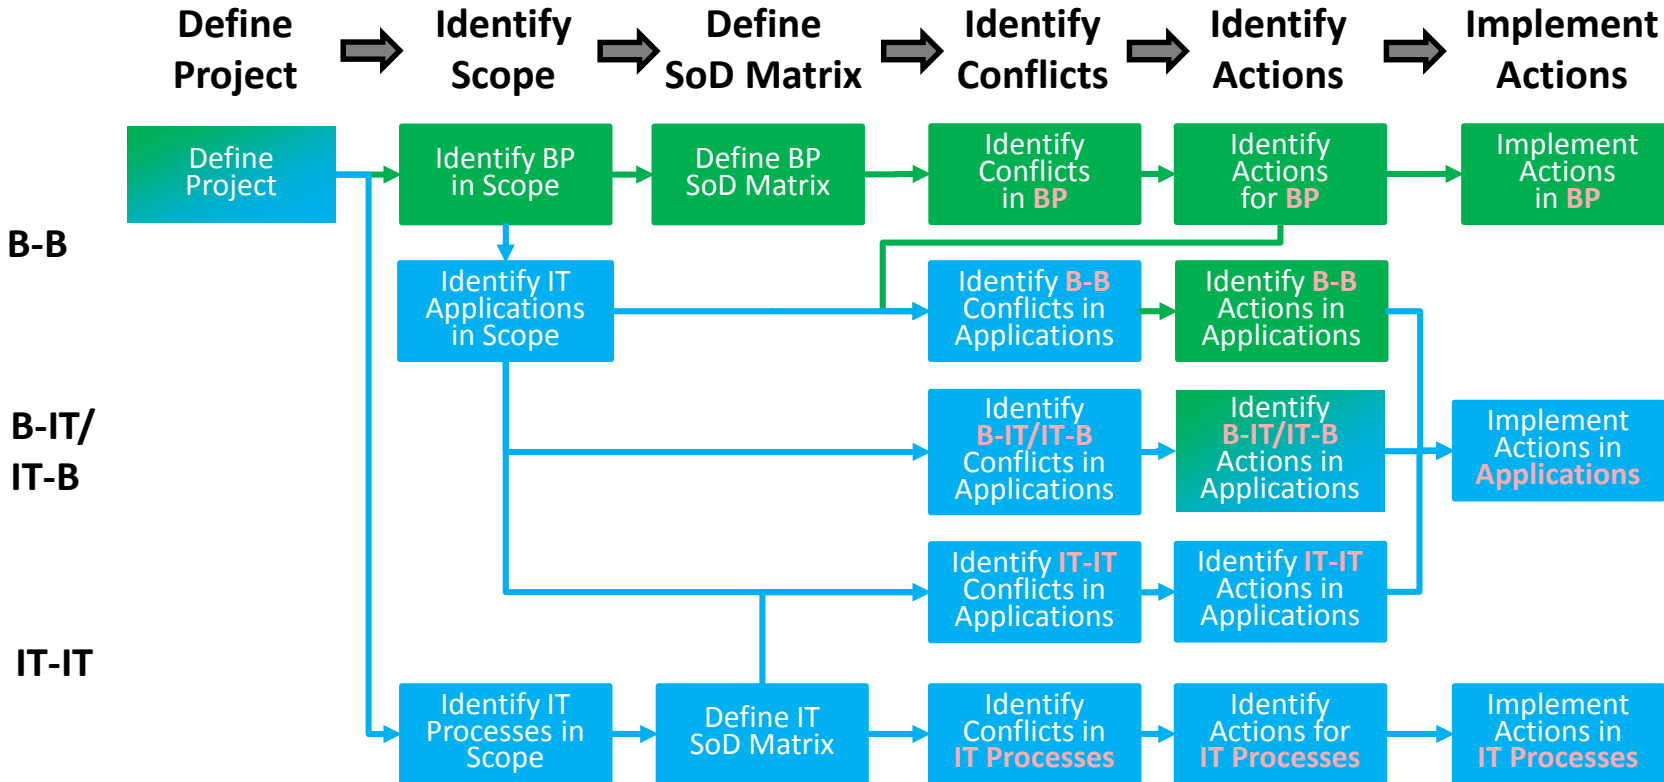 Define
Project
Identify
Scope
Define
SoD Matrix
Identify
Conflicts
Identify
Actions
Implement
Actions
Define
Project
Identify BP
in Scope
Define BP
SoD Matrix
Identify
Conflicts
in BP
Identify
Actions
for BP
Implement
Actions
in BP
B-B
Identify IT
Applications
in Scope
Identify B-B
Conflicts in
Applications
Identify B-B
Actions in
Applications
B-IT/
IT-B
Identify
B-IT/IT-B
Conflicts in
Applications
Identify
B-IT/IT-B
Actions in
Applications
Implement
Actions in
Applications
Identify IT-IT
Conflicts in
Applications
Identify IT-IT
Actions in
Applications
IT-IT
Identify IT
Processes in
Scope
Define IT
SoD Matrix
Identify
Conflicts in
IT Processes
Identify
Actions for
IT Processes
Implement
Actions in
IT Processes